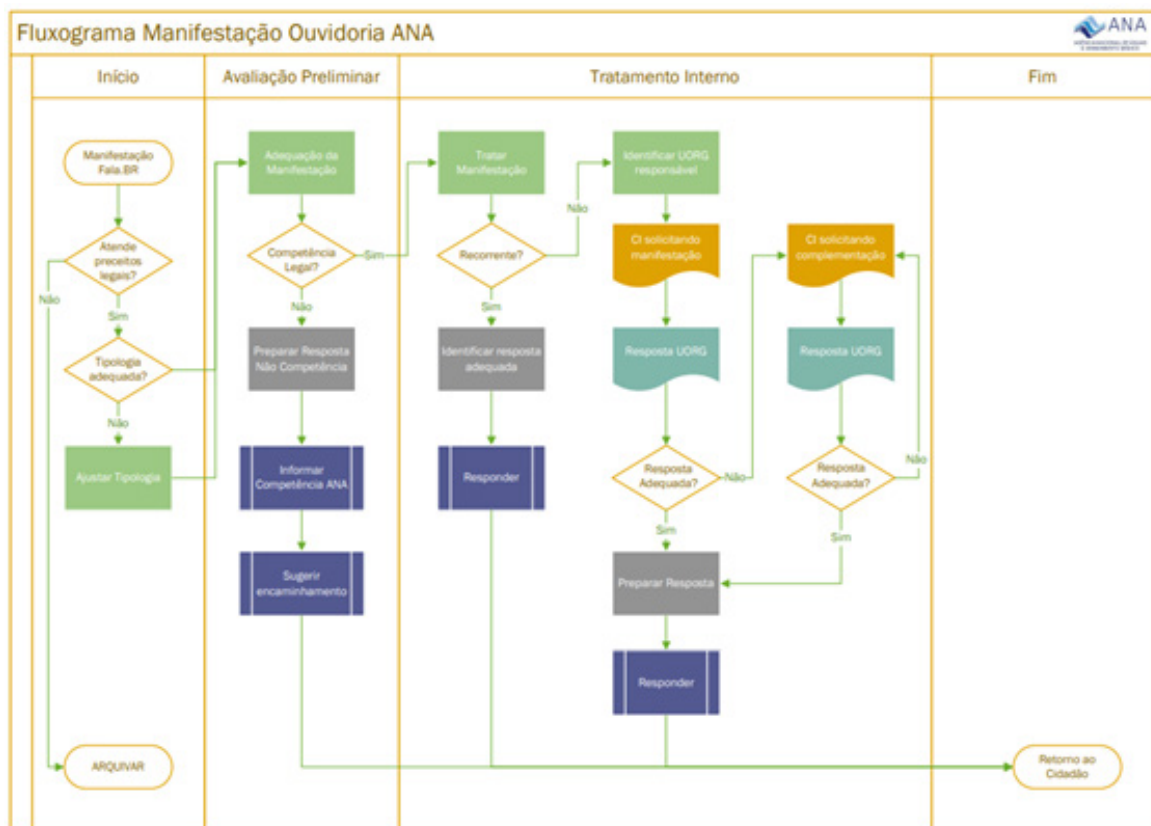 Fluxograma Manifestação Ouvidoria ANA
ANA
Início
Avaliação Preliminar
Tratamento Interno
Fim
Manifestação
Fala.BR
Atende
preceitos
legais?
Não
Sim
Tipologia
adequada?
Não
Ajustar Tipologia
ARQUIVAR
Adequação da
Manifestação
Competência
Legal?
Sim
Não
Preparar Resposta
Não Competência
Informar
Competência ANA
Sugerir
encaminhamento
Tratar
Manifestação
Recorrente?
Não
Sim
Identificar resposta
adequada
Responder
Identificar UORG
responsável
CI solicitando
manifestação
Resposta UORG
Resposta
Adequada?
Não
Sim
Preparar Resposta
Responder
CI solicitando
complementação
Resposta UORG
Resposta
Adequada?
Não
Sim
Retorno ao
Cidadão